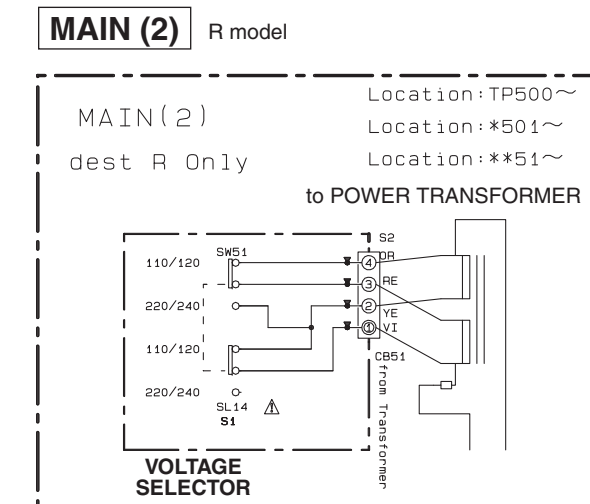 MAIN (2) R model
MAIN(2)
dest R Only
Location:TP500~
Location:*501~
Location:**51~
to POWER TRANSFORMER
S2
SW51
110/120
4 OR
3 RE
220/240
2 YE
110/120
1 VI
CB51
from Transformer
220/240
SL14
S1
VOLTAGE
SELECTOR